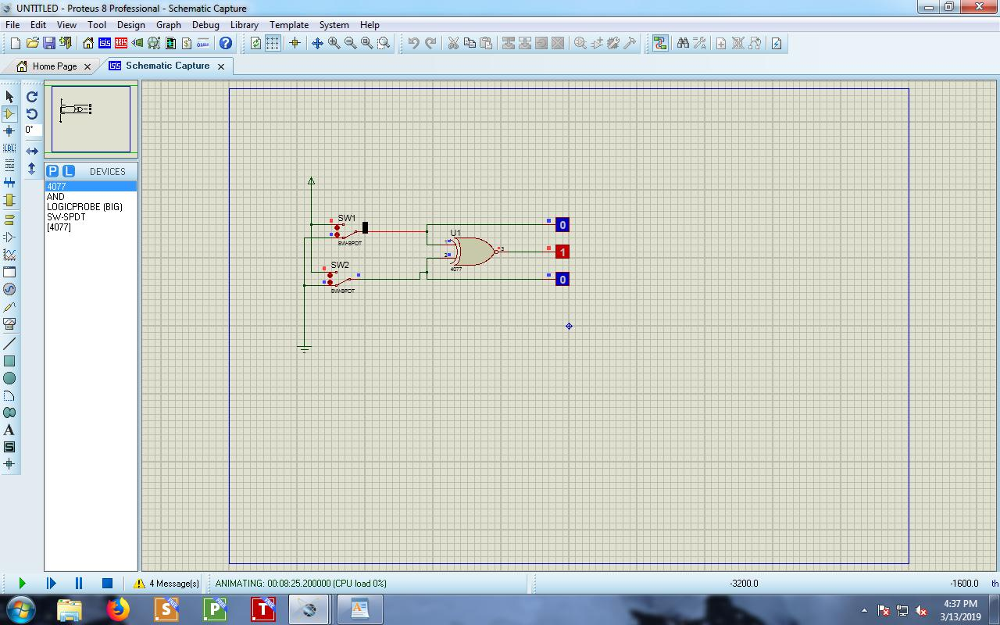 UNTITLED - Proteus 8 Professional - Schematic Capture
File Edit View Tool Design Graph Debug Library Template System Help
ISIS ARES $ ?
Home Page Schematic Capture
0°
LBL
P L DEVICES
4077
AND
LOGICPROBE (BIG)
SW-SPDT
[4077]
SW1
SW-SPDT
0
U1
1
2
3
4077
1
SW2
SW-SPDT
0
A
S
4 Message(s) ANIMATING: 00:08:25.200000 (CPU load 0%) -3200.0 -1600.0 th
S P T A
4:37 PM
3/13/2019